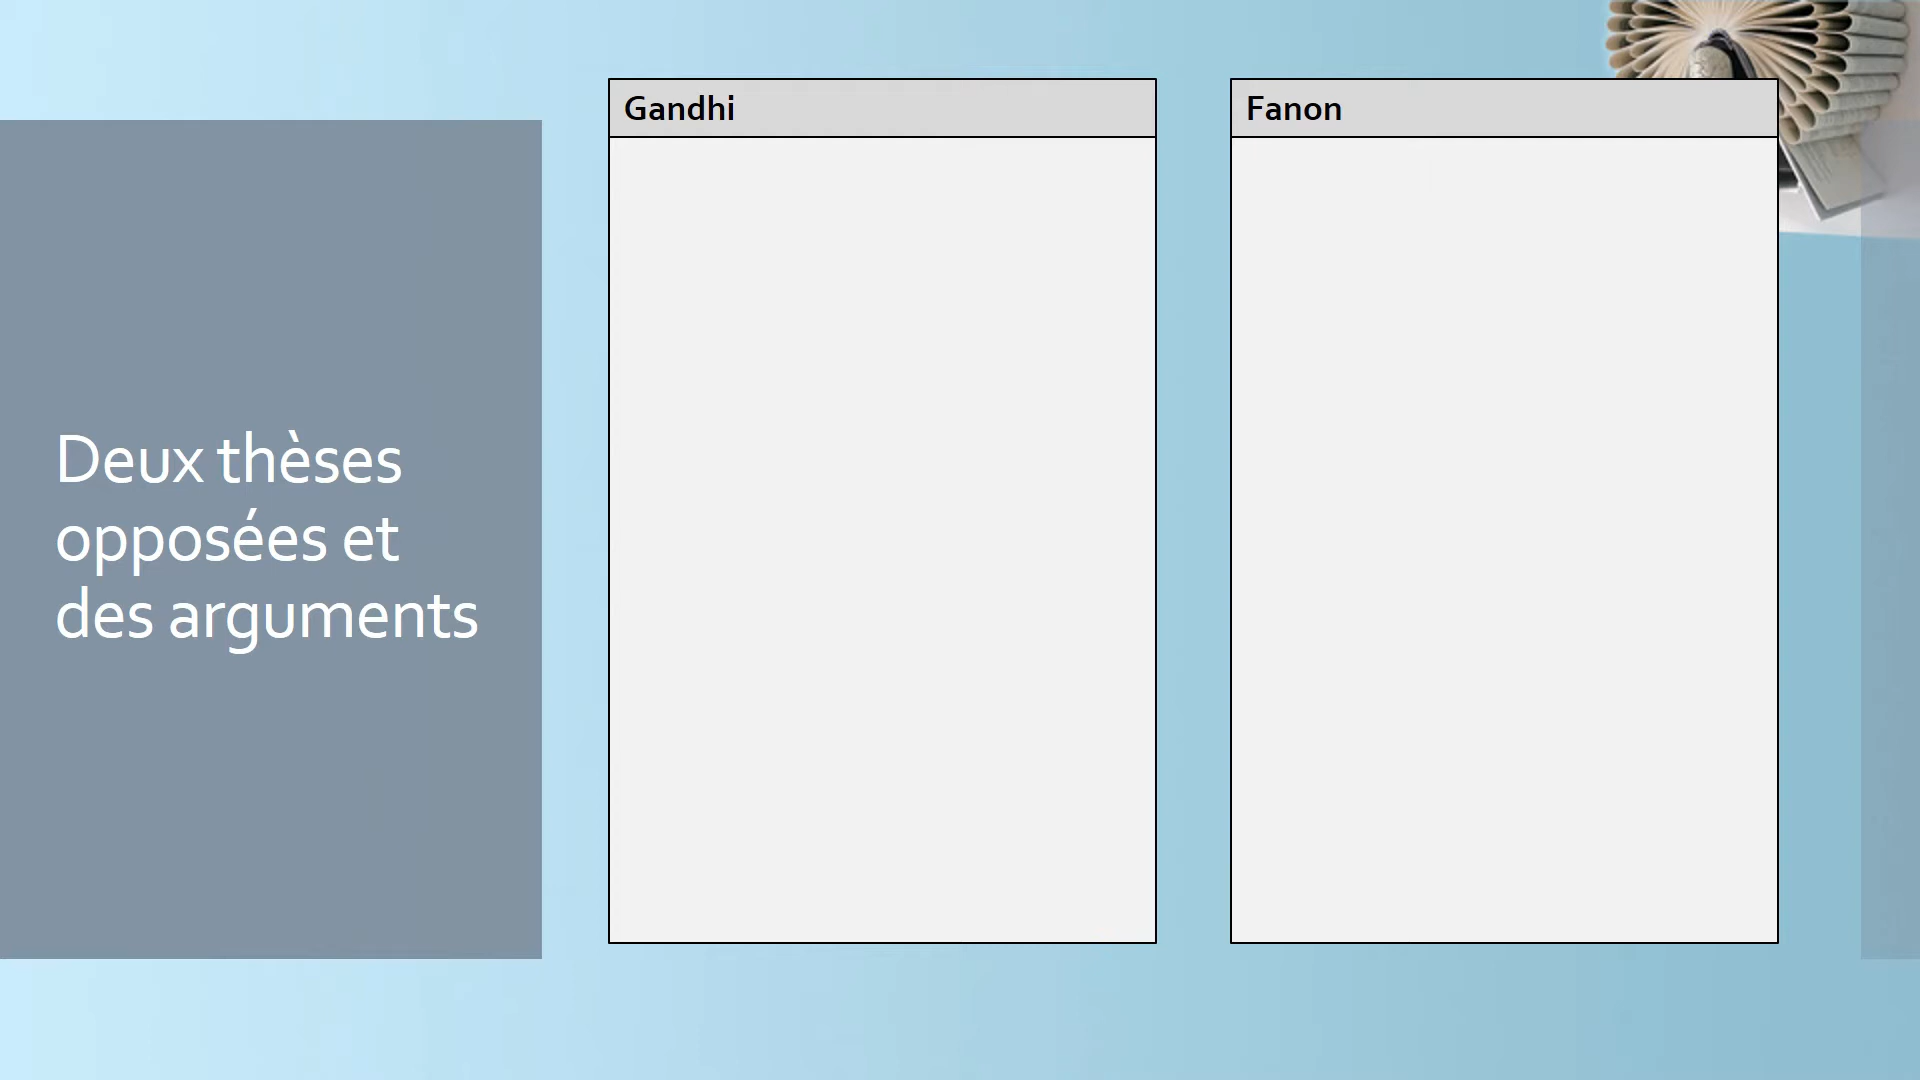 Deux thèses
opposées et
des arguments
Gandhi
Fanon